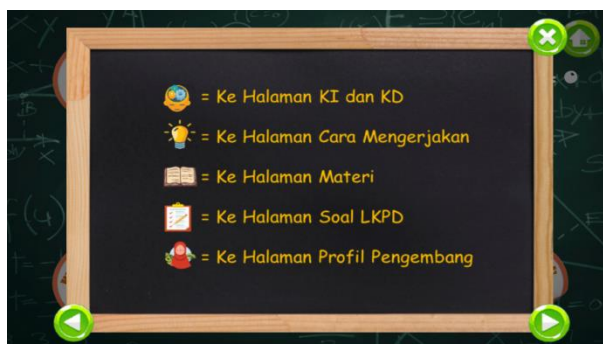 = Ke Halaman KI dan KD
= Ke Halaman Cara Mengerjakan
= Ke Halaman Materi
= Ke Halaman Soal LKPD
= Ke Halaman Profil Pengembang